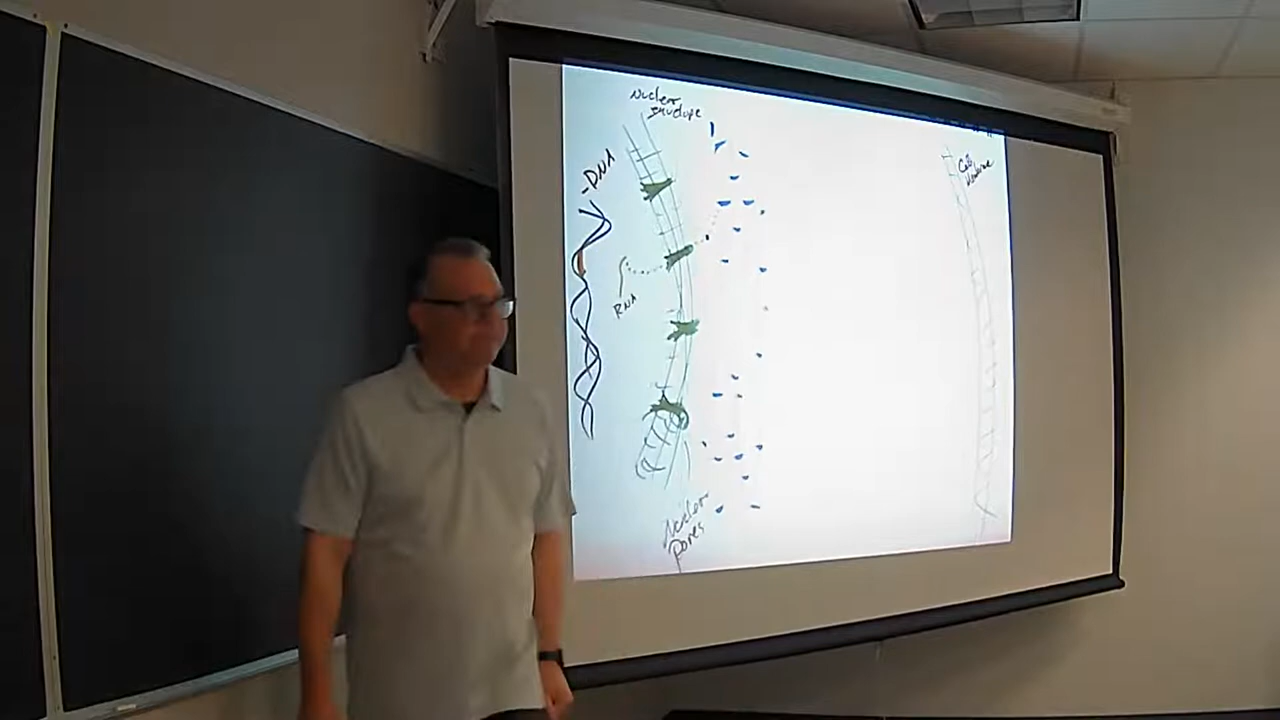 Nuclear
Envelope
-DNA
Cell
Membrane
RNA
Nuclear
Pores